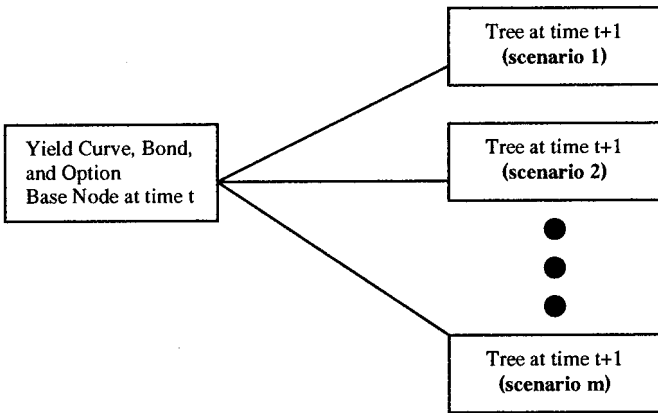 Tree at time t+1
(scenario 1)
Yield Curve, Bond,
and Option
Base Node at time t
Tree at time t+1
(scenario 2)
Tree at time t+1
(scenario m)